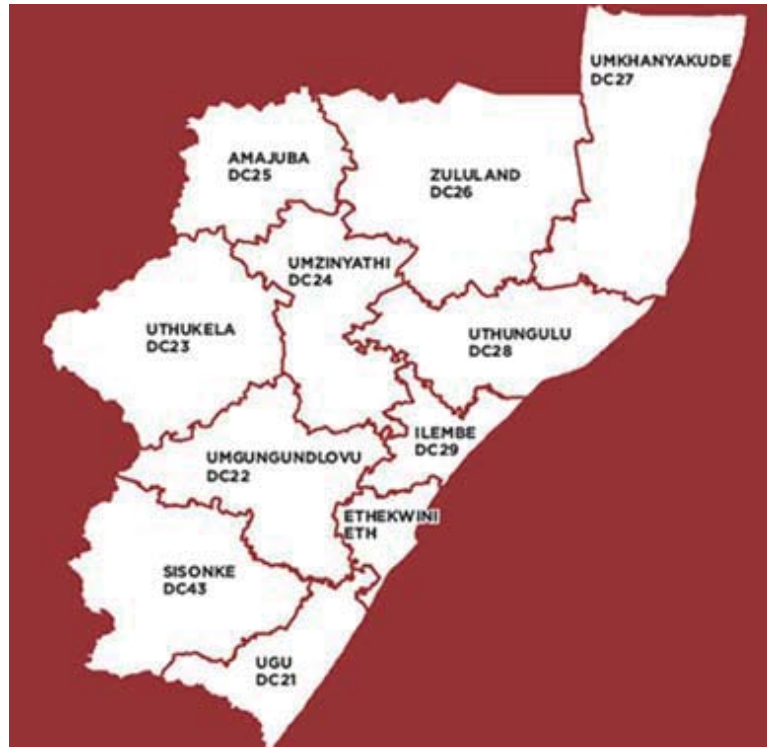 UMKHANYAKUDE
DC27
AMAJUBA
DC25
ZULULAND
DC26
UMZINYATHI
DC24
UTHUKELA
DC23
UTHUNGULU
DC28
ILEMBE
DC29
UMGUNGUNDLOVU
DC22
ETHEKWINI
ETH
SISONKE
DC43
UGU
DC21